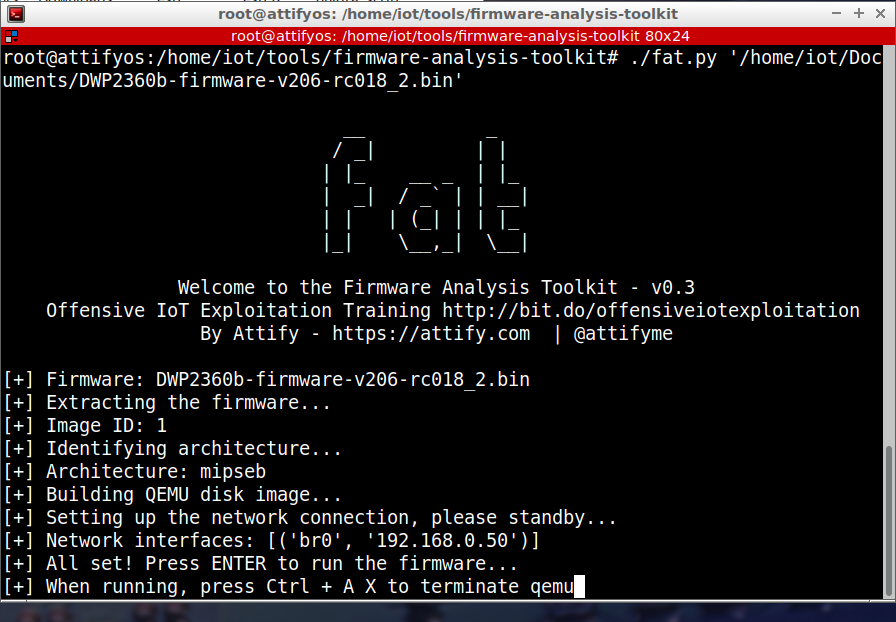 root@attifyos: /home/iot/tools/firmware-analysis-toolkit
root@attifyos: /home/iot/tools/firmware-analysis-toolkit 80x24
root@attifyos:/home/iot/tools/firmware-analysis-toolkit# ./fat.py '/home/iot/Doc
uments/DWP2360b-firmware-v206-rc018_2.bin'
fat
Welcome to the Firmware Analysis Toolkit - v0.3
Offensive IoT Exploitation Training http://bit.do/offensiveiotexploitation
By Attify - https://attify.com | @attifyme
[+] Firmware: DWP2360b-firmware-v206-rc018_2.bin
[+] Extracting the firmware...
[+] Image ID: 1
[+] Identifying architecture...
[+] Architecture: mipseb
[+] Building QEMU disk image...
[+] Setting up the network connection, please standby...
[+] Network interfaces: [('br0', '192.168.0.50')]
[+] All set! Press ENTER to run the firmware...
[+] When running, press Ctrl + A X to terminate qemu